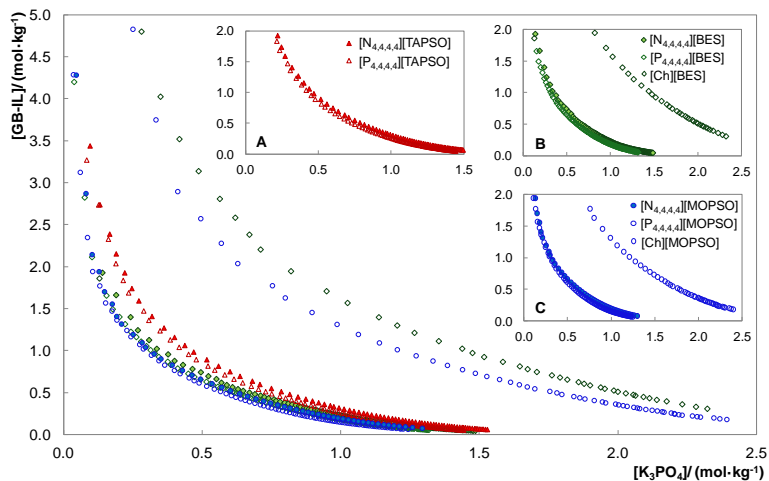 [GB-IL]/ (mol·kg⁻¹)
5.0
4.5
4.0
3.5
3.0
2.5
2.0
1.5
1.0
0.5
0.0
0.0 0.5 1.0 1.5 2.0 2.5
[K₃PO₄]/ (mol·kg⁻¹)
2.0
1.5
1.0
0.5
0.0
0.0 0.5 1.0 1.5
[N₄,₄,₄,₄][TAPSO]
[P₄,₄,₄,₄][TAPSO]
A
2.0
1.5
1.0
0.5
0.0
0.0 0.5 1.0 1.5 2.0 2.5
[N₄,₄,₄,₄][BES]
[P₄,₄,₄,₄][BES]
[Ch][BES]
B
2.0
1.5
1.0
0.5
0.0
0.0 0.5 1.0 1.5 2.0 2.5
[N₄,₄,₄,₄][MOPSO]
[P₄,₄,₄,₄][MOPSO]
[Ch][MOPSO]
C